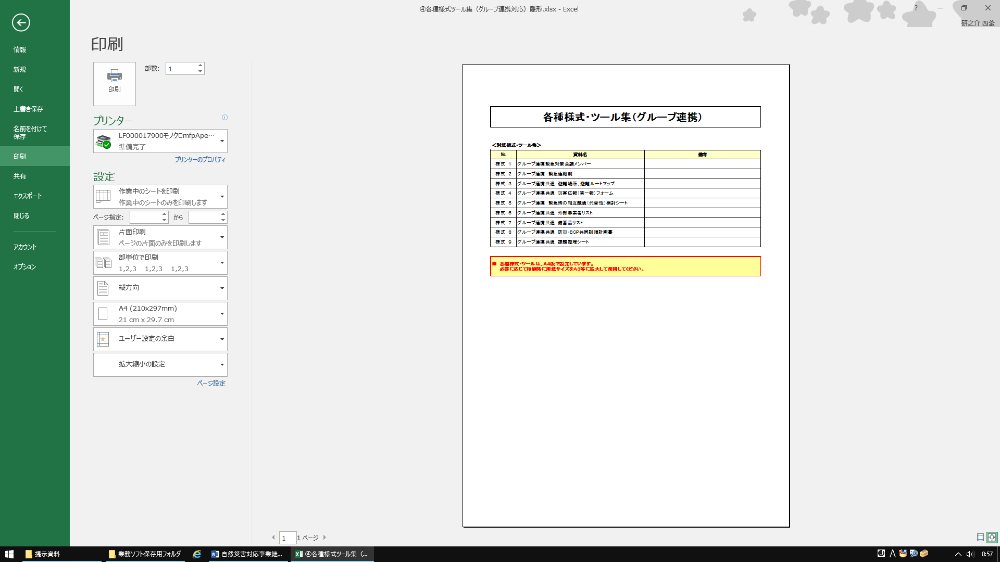 ④各種様式ツール集（グループ連携対応）雛形.xlsx - Excel
?
研之介 四釜
情報
新規
開く
上書き保存
名前を付けて
保存
印刷
共有
エクスポート
閉じる
アカウント
オプション
印刷
印刷
部数: 1
プリンター
LF000017900モノクロmfpApe…
準備完了
プリンターのプロパティ
設定
作業中のシートを印刷
作業中のシートのみを印刷します
ページ指定: から
片面印刷
ページの片面のみを印刷します
部単位で印刷
1,2,3 1,2,3 1,2,3
縦方向
A4 (210x297mm)
21 cm x 29.7 cm
ユーザー設定の余白
拡大縮小の設定
ページ設定
各種様式・ツール集（グループ連携）
＜別紙様式・ツール集＞
№ 資料名 備考
様式 1 グループ連携緊急対策会議メンバー
様式 2 グループ連携 緊急連絡網
様式 3 グループ連携共通 避難場所、避難ルートマップ
様式 4 グループ連携共通 災害広報（第一報）フォーム
様式 5 グループ連携 緊急時の相互融通（代替性）検討シート
様式 6 グループ連携共通 外部事業者リスト
様式 7 グループ連携共通 備蓄品リスト
様式 8 グループ連携共通 防災・BCP共同訓練計画書
様式 9 グループ連携共通 課題整理シート
■ 各種様式・ツールは、A4版で設定しています。
必要に応じて印刷時に用紙サイズをA3等に拡大して使用してください。
1 1 ページ
提示資料
業務ソフト保存用フォルダ
自然災害対応事業継...
④各種様式ツール集（...
A
0:57